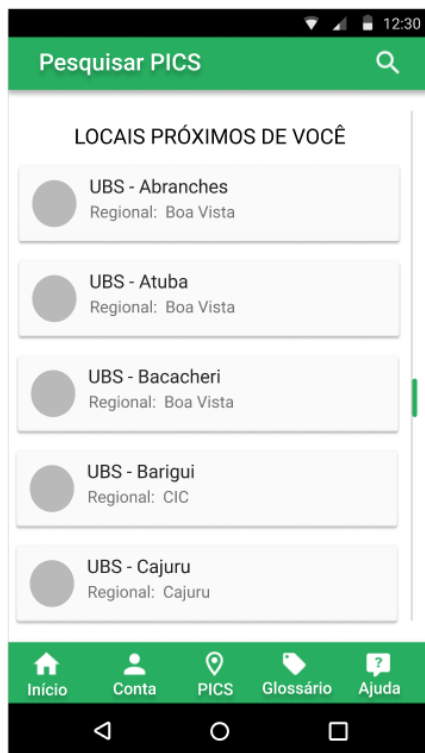 12:30
Pesquisar PICS
LOCAIS PRÓXIMOS DE VOCÊ
UBS - Abranches
Regional: Boa Vista
UBS - Atuba
Regional: Boa Vista
UBS - Bacacheri
Regional: Boa Vista
UBS - Barigui
Regional: CIC
UBS - Cajuru
Regional: Cajuru
Início Conta PICS Glossário ? Ajuda